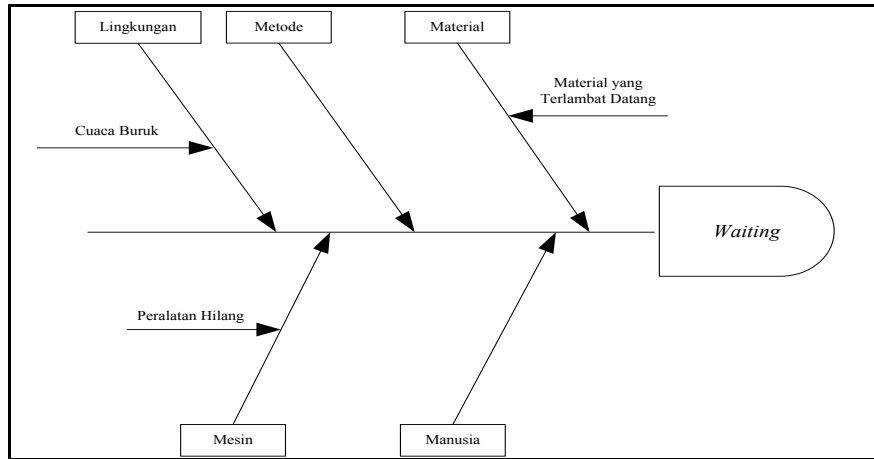 Lingkungan
Metode
Material
Material yang
Terlambat Datang
Cuaca Buruk
Waiting
Peralatan Hilang
Mesin
Manusia